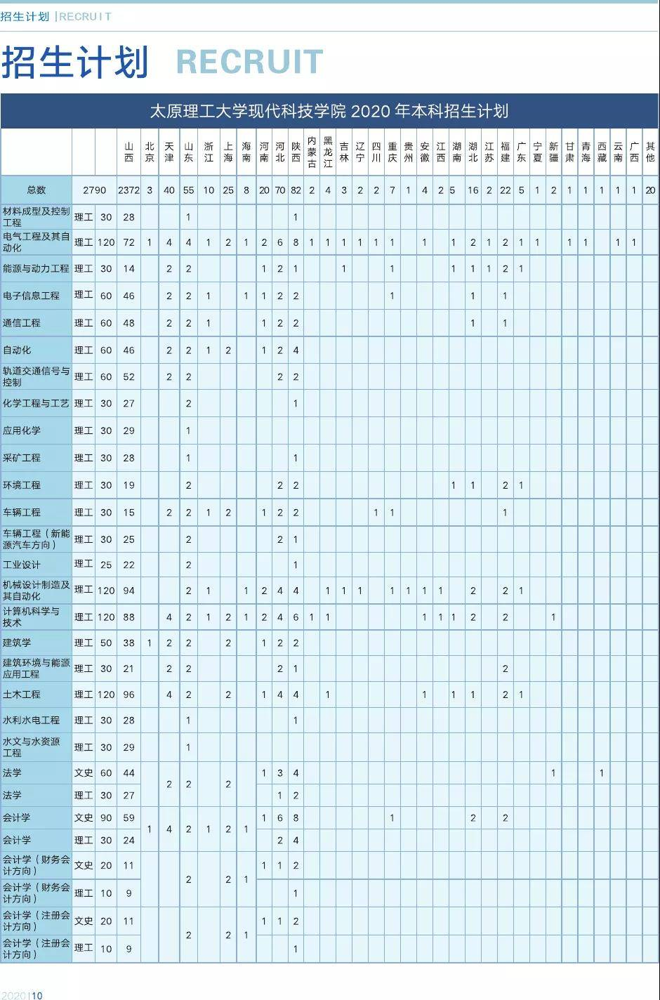 招生计划 |RECRUIT
招生计划 RECRUIT
太原理工大学现代科技学院 2020 年本科招生计划
山西 北京 天津 山东 浙江 上海 海南 河南 河北 陕西 内蒙古 黑龙江 吉林 辽宁 四川 重庆 贵州 安徽 江西 湖南 湖北 江苏 福建 广东 宁夏 新疆 甘肃 青海 西藏 云南 广西 其他
总数 2790 2372 3 40 55 10 25 8 20 70 82 2 4 3 2 2 7 1 4 2 5 16 2 22 5 1 2 1 1 1 1 1 20
材料成型及控制
工程 理工 30 28 1 1
电气工程及其自
动化 理工 120 72 1 4 4 1 2 1 2 6 8 1 1 1 1 1 1 1 1 2 1 2 1 1 1 1 1 1
能源与动力工程 理工 30 14 2 2 1 2 1 1 1 1 1 1 2 1
电子信息工程 理工 60 46 2 2 1 1 1 2 2 1 1 1
通信工程 理工 60 48 2 2 1 1 2 2 1 1
自动化 理工 60 46 2 2 1 2 1 2 4
轨道交通信号与
控制 理工 60 52 2 2 2 2
化学工程与工艺 理工 30 27 2 1
应用化学 理工 30 29 1
采矿工程 理工 30 28 1 1
环境工程 理工 30 19 2 2 2 1 1 2 1
车辆工程 理工 30 15 2 2 1 2 1 2 2 1 1 1
车辆工程（新能
源汽车方向） 理工 30 25 2 2 1
工业设计 理工 25 22 2 1
机械设计制造及
其自动化 理工 120 94 2 1 1 2 4 4 1 1 1 1 1 1 1 2 2 1
计算机科学与
技术 理工 120 88 4 2 1 2 1 2 4 6 1 1 1 1 1 2 2 1
建筑学 理工 50 38 1 2 2 2 1 2 2
建筑环境与能源
应用工程 理工 30 21 2 2 2 1 2
土木工程 理工 120 96 4 2 2 1 4 4 1 1 1 1 2 1
水利水电工程 理工 30 28 1 1
水文与水资源
工程 理工 30 29 1
法学 文史 60 44 1 3 4 1 1
2 2 2
法学 理工 30 27 1 2
会计学 文史 90 59 1 6 8 1 2 2
1 4 2 1 2 1
会计学 理工 30 24 2 4
会计学（财务会
计方向） 文史 20 11 1 1 2
2 2 1
会计学（财务会
计方向） 理工 10 9 1
会计学（注册会
计方向） 文史 20 11 1 1 2
2 2 1
会计学（注册会
计方向） 理工 10 9 1
2020|10